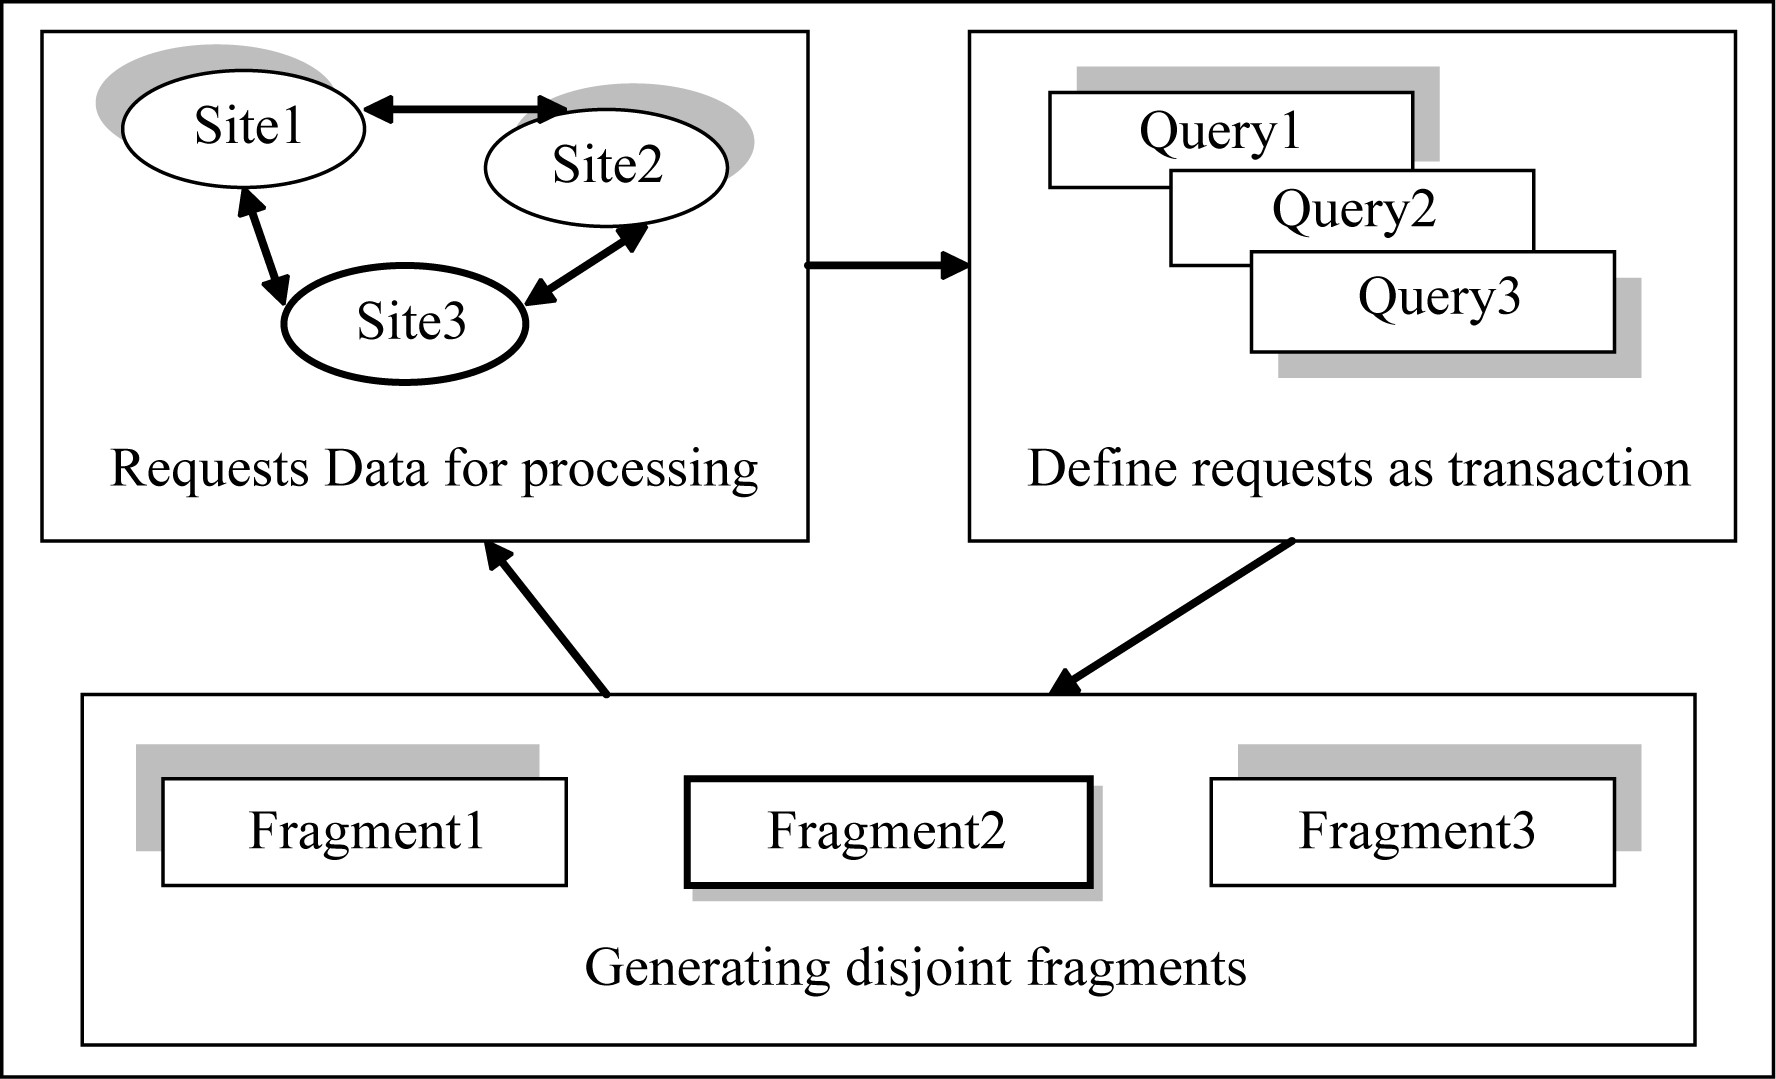 Site1
Site2
Site3
Requests Data for processing
Query1
Query2
Query3
Define requests as transaction
Fragment1
Fragment2
Fragment3
Generating disjoint fragments